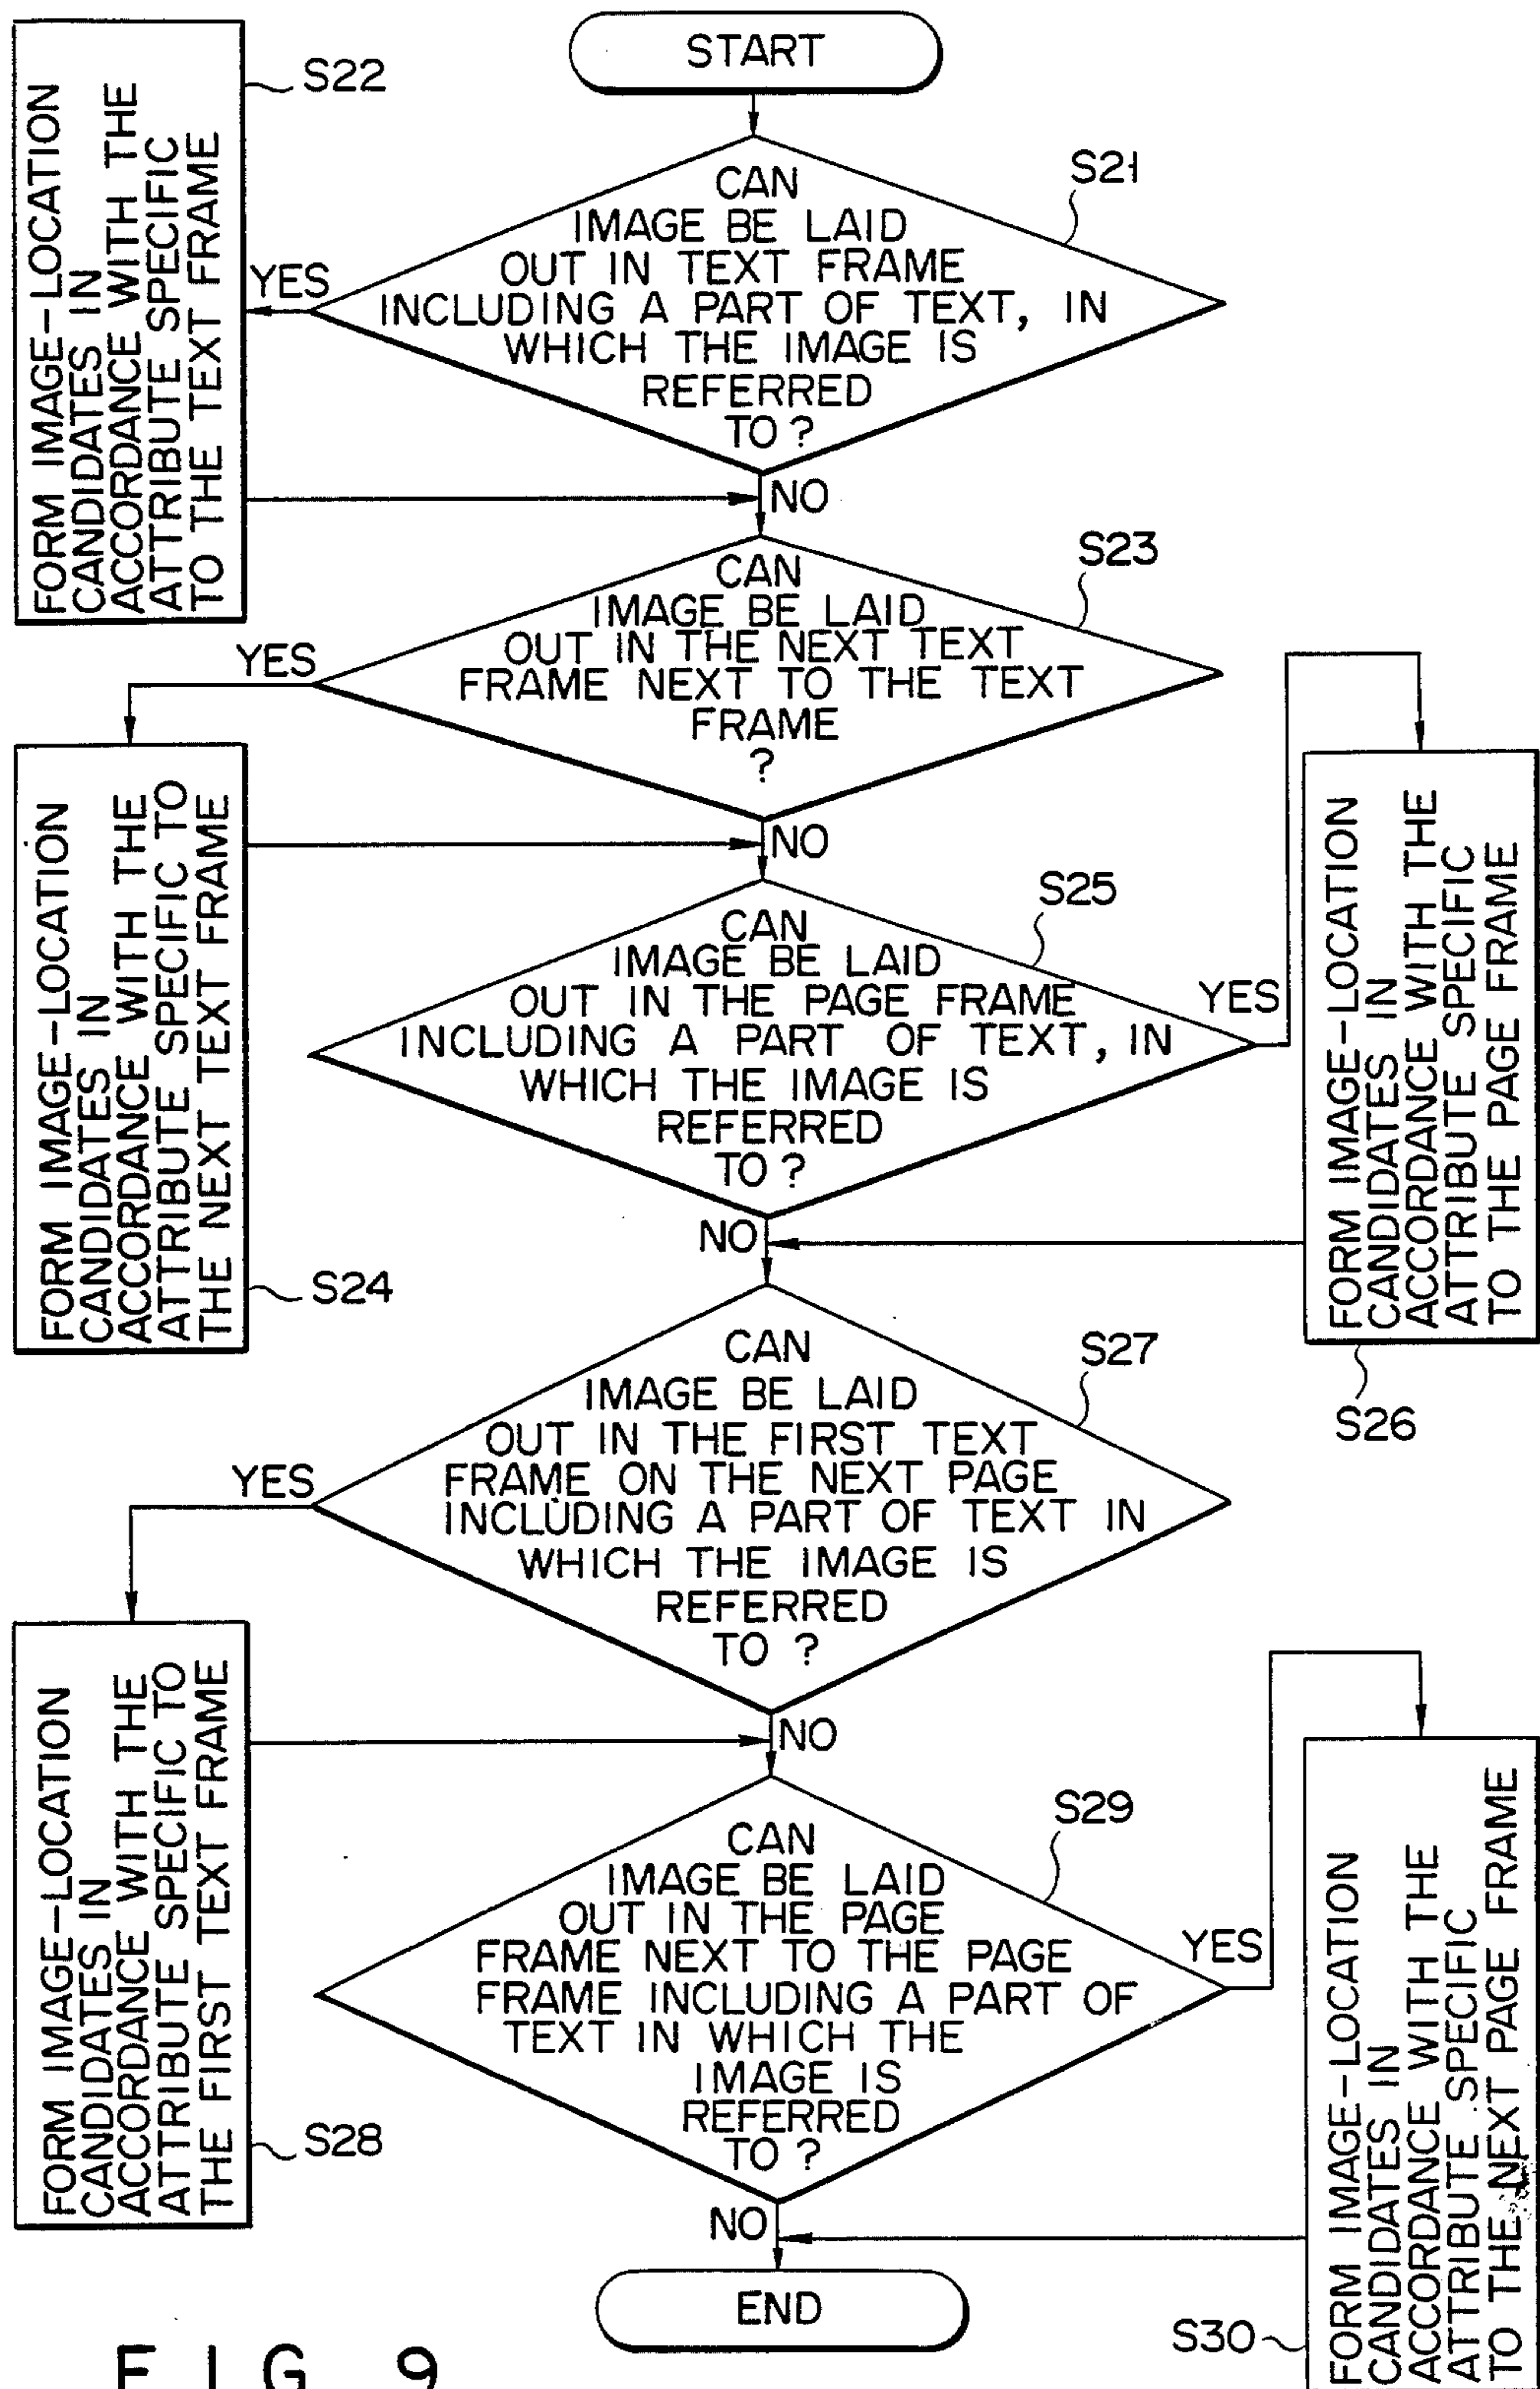 START
S21
CAN
IMAGE BE LAID
OUT IN TEXT FRAME
INCLUDING A PART OF TEXT, IN
WHICH THE IMAGE IS
REFERRED
TO ?
YES
S22
FORM IMAGE-LOCATION
CANDIDATES IN
ACCORDANCE WITH THE
ATTRIBUTE SPECIFIC
TO THE TEXT FRAME
NO
S23
CAN
IMAGE BE LAID
OUT IN THE NEXT TEXT
FRAME NEXT TO THE TEXT
FRAME
?
YES
FORM IMAGE-LOCATION
CANDIDATES IN
ACCORDANCE WITH THE
ATTRIBUTE SPECIFIC TO
THE NEXT TEXT FRAME
S24
NO
S25
CAN
IMAGE BE LAID
OUT IN THE PAGE FRAME
INCLUDING A PART OF TEXT, IN
WHICH THE IMAGE IS
REFERRED
TO ?
YES
FORM IMAGE-LOCATION
CANDIDATES IN
ACCORDANCE WITH THE
ATTRIBUTE SPECIFIC
TO THE PAGE FRAME
S26
NO
S27
CAN
IMAGE BE LAID
OUT IN THE FIRST TEXT
FRAME ON THE NEXT PAGE
INCLUDING A PART OF TEXT IN
WHICH THE IMAGE IS
REFERRED
TO ?
YES
FORM IMAGE-LOCATION
CANDIDATES IN
ACCORDANCE WITH THE
ATTRIBUTE SPECIFIC TO
THE FIRST TEXT FRAME
S28
NO
S29
CAN
IMAGE BE LAID
OUT IN THE PAGE
FRAME NEXT TO THE PAGE
FRAME INCLUDING A PART OF
TEXT IN WHICH THE
IMAGE IS
REFERRED
TO ?
YES
FORM IMAGE-LOCATION
CANDIDATES IN
ACCORDANCE WITH THE
ATTRIBUTE SPECIFIC
TO THE NEXT PAGE FRAME
S30
NO
END
FIG 9